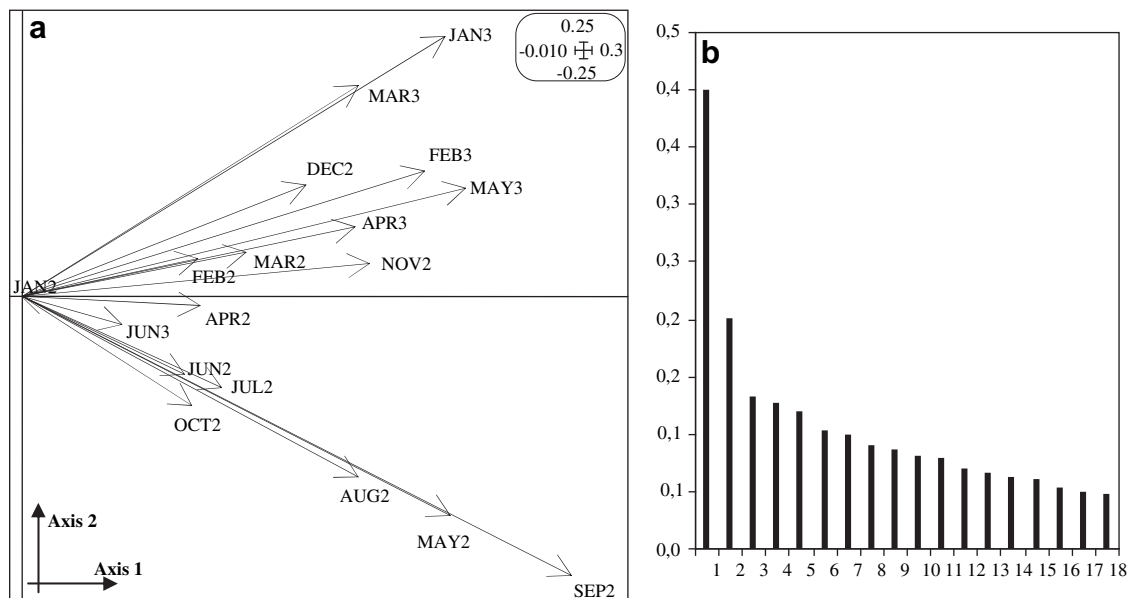 a
0.25
-0.010 0.3
-0.25
JAN3
MAR3
FEB3
DEC2
MAY3
APR3
MAR2
NOV2
FEB2
JAN2
APR2
JUN3
JUN2
JUL2
OCT2
AUG2
MAY2
SEP2
Axis 2
Axis 1
b
0,5
0,4
0,4
0,3
0,3
0,2
0,2
0,1
0,1
0,0
1 2 3 4 5 6 7 8 9 10 11 12 13 14 15 16 17 18